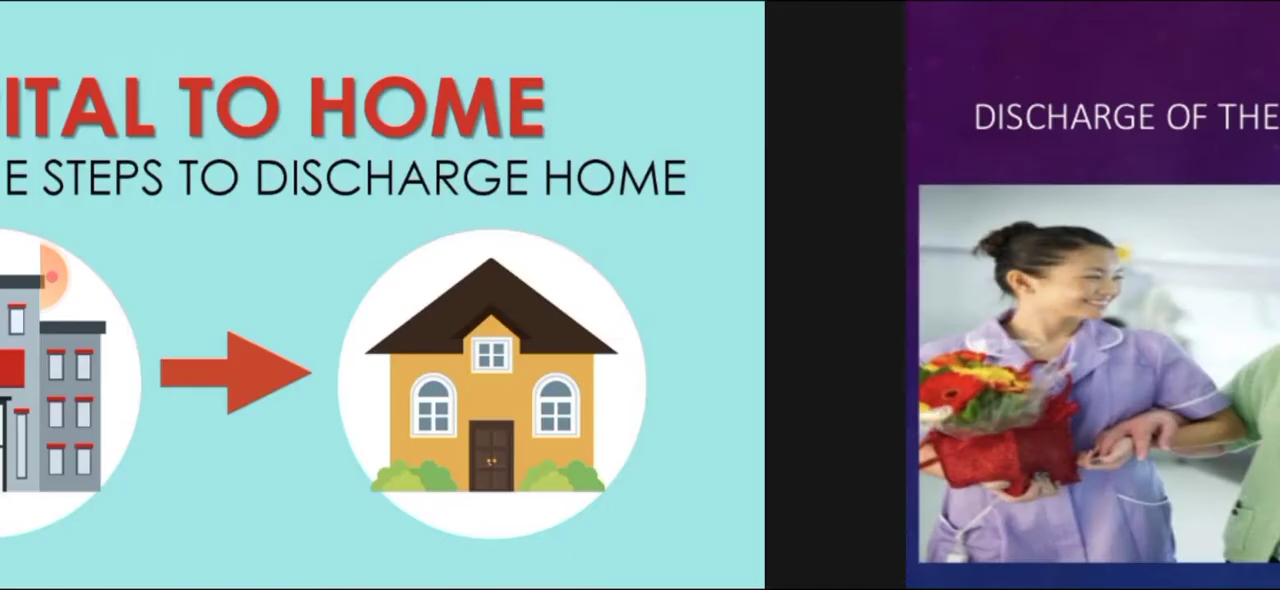 ITAL TO HOME
E STEPS TO DISCHARGE HOME
DISCHARGE OF THE